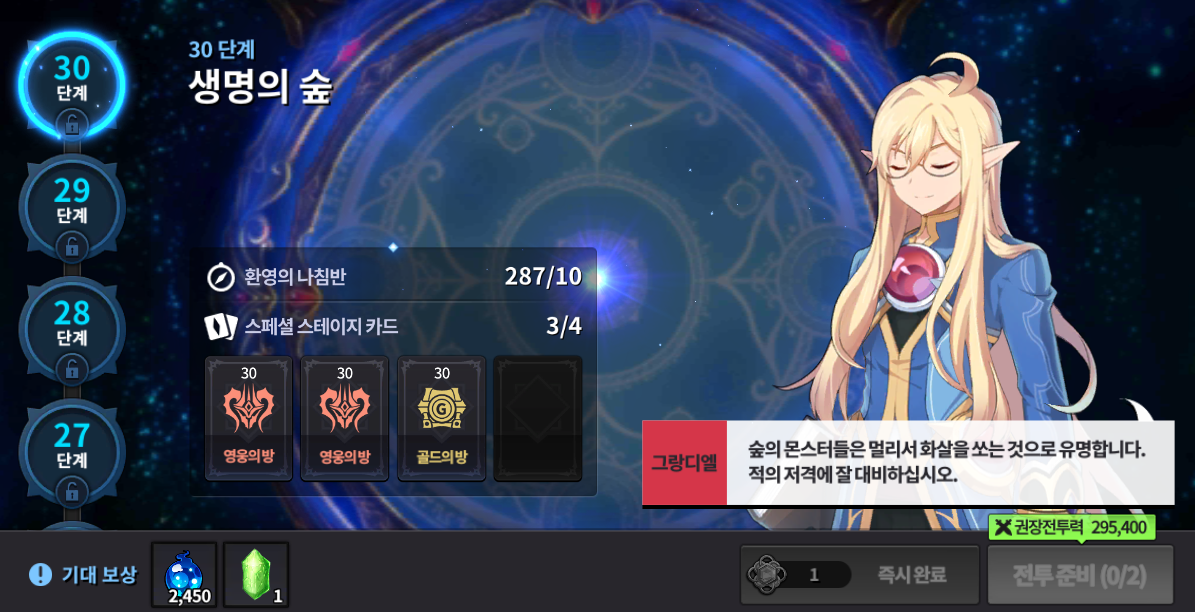 30
단계
29
단계
28
단계
27
단계
30 단계
생명의 숲
환영의 나침반 287/10
스페셜 스테이지 카드 3/4
30
영웅의 방
30
영웅의 방
30
G
골드의 방
그랑디엘
숲의 몬스터들은 멀리서 화살을 쏘는 것으로 유명합니다.
적의 저격에 잘 대비하십시오.
권장전투력 295,400
기대 보상
2,450
1
1
즉시 완료
전투 준비 (0/2)